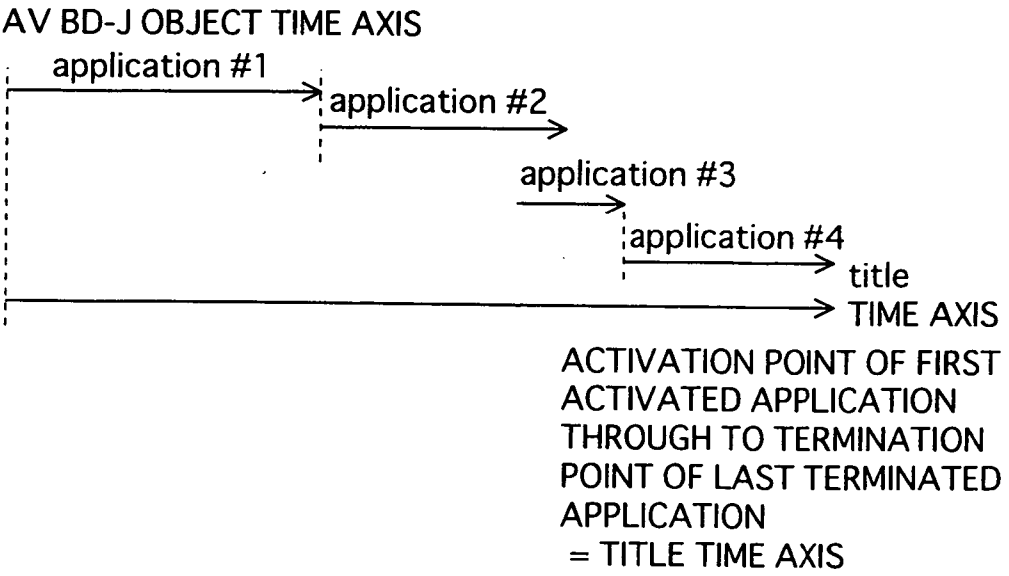 AV BD-J OBJECT TIME AXIS
application #1
application #2
application #3
application #4
title
TIME AXIS
ACTIVATION POINT OF FIRST
ACTIVATED APPLICATION
THROUGH TO TERMINATION
POINT OF LAST TERMINATED
APPLICATION
= TITLE TIME AXIS